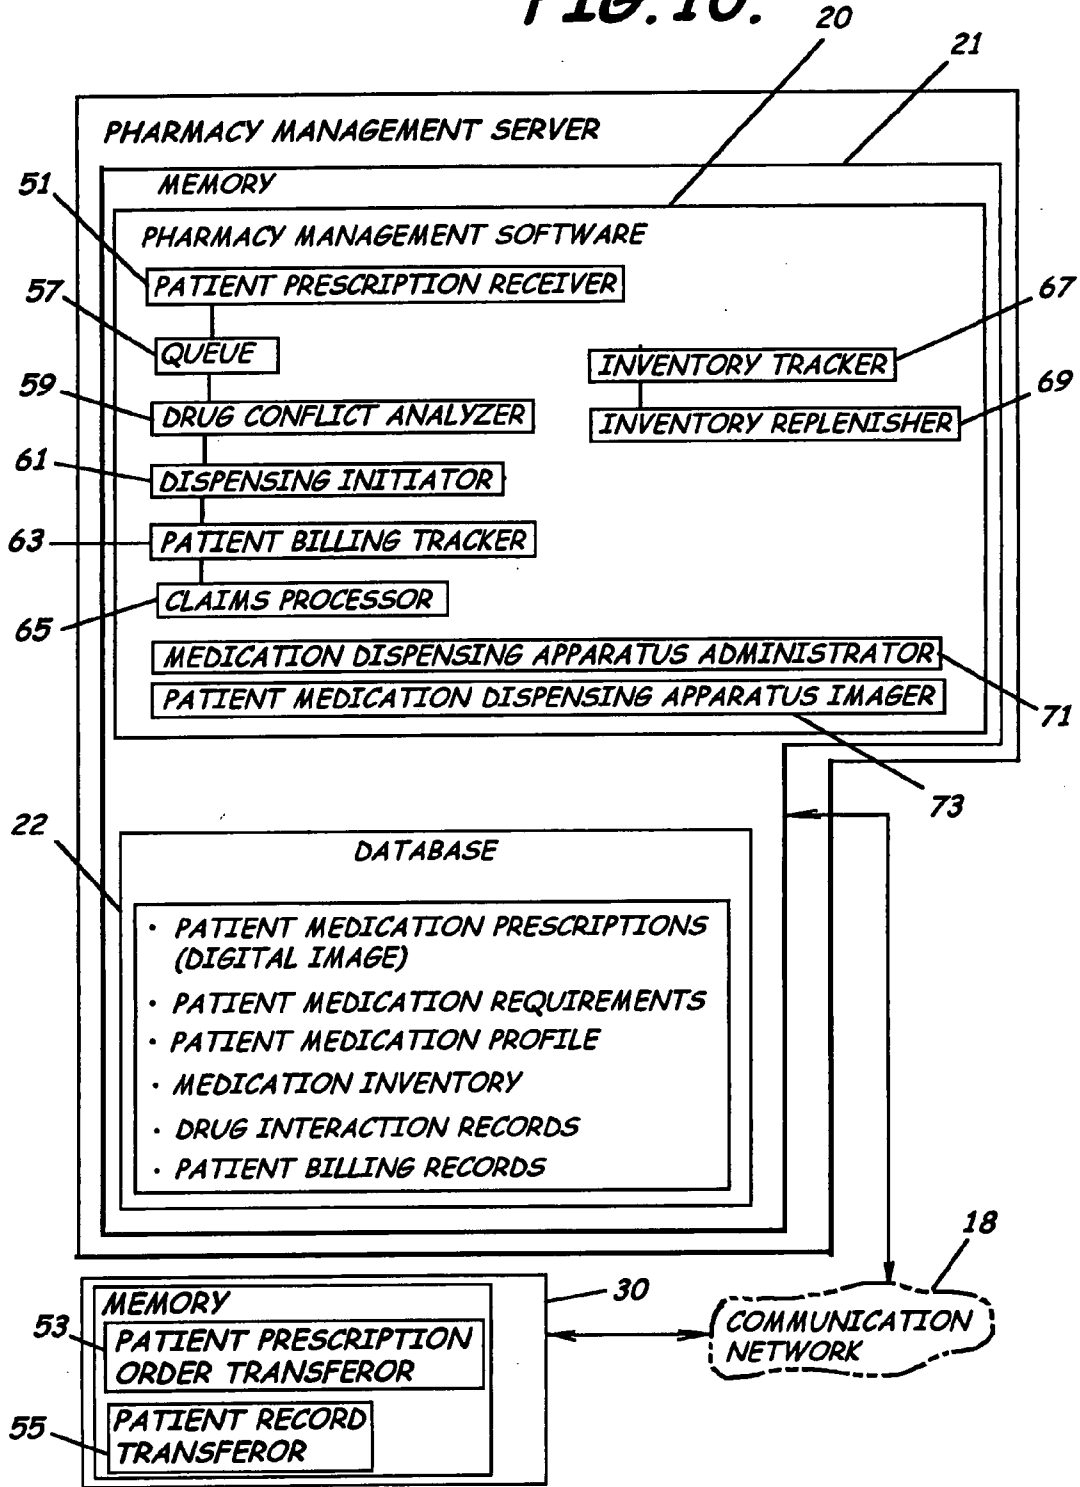 FIG. 10.
20
21
PHARMACY MANAGEMENT SERVER
51
MEMORY
PHARMACY MANAGEMENT SOFTWARE
PATIENT PRESCRIPTION RECEIVER
57
67
QUEUE
INVENTORY TRACKER
59
69
DRUG CONFLICT ANALYZER
INVENTORY REPLENISHER
61
DISPENSING INITIATOR
63
PATIENT BILLING TRACKER
CLAIMS PROCESSOR
65
MEDICATION DISPENSING APPARATUS ADMINISTRATOR
PATIENT MEDICATION DISPENSING APPARATUS IMAGER
71
73
22
DATABASE
· PATIENT MEDICATION PRESCRIPTIONS
(DIGITAL IMAGE)
· PATIENT MEDICATION REQUIREMENTS
· PATIENT MEDICATION PROFILE
· MEDICATION INVENTORY
· DRUG INTERACTION RECORDS
· PATIENT BILLING RECORDS
18
30
MEMORY
53
PATIENT PRESCRIPTION
ORDER TRANSFEROR
COMMUNICATION
NETWORK
55
PATIENT RECORD
TRANSFEROR